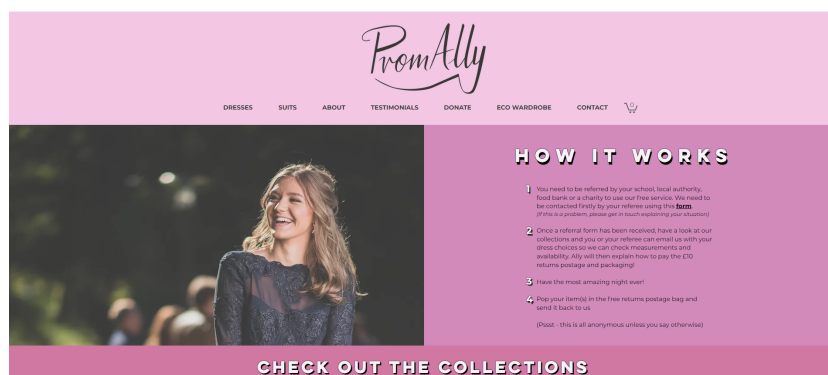 PromAlly
DRESSES SUITS ABOUT TESTIMONIALS DONATE ECO WARDROBE CONTACT 0
HOW IT WORKS
1 You need to be referred by your school, local authority,
food bank or a charity to use our free service. We need to
be contacted firstly by your referee using this form.
(If this is a problem, please get in touch explaining your situation)
2 Once a referral form has been received, have a look at our
collections and you or your referee can email us with your
dress choices so we can check measurements and
availability. Ally will then explain how to pay the £10
returns postage and packaging!
3 Have the most amazing night ever!
4 Pop your item(s) in the free returns postage bag and
send it back to us
(Pssst - this is all anonymous unless you say otherwise)
CHECK OUT THE COLLECTIONS